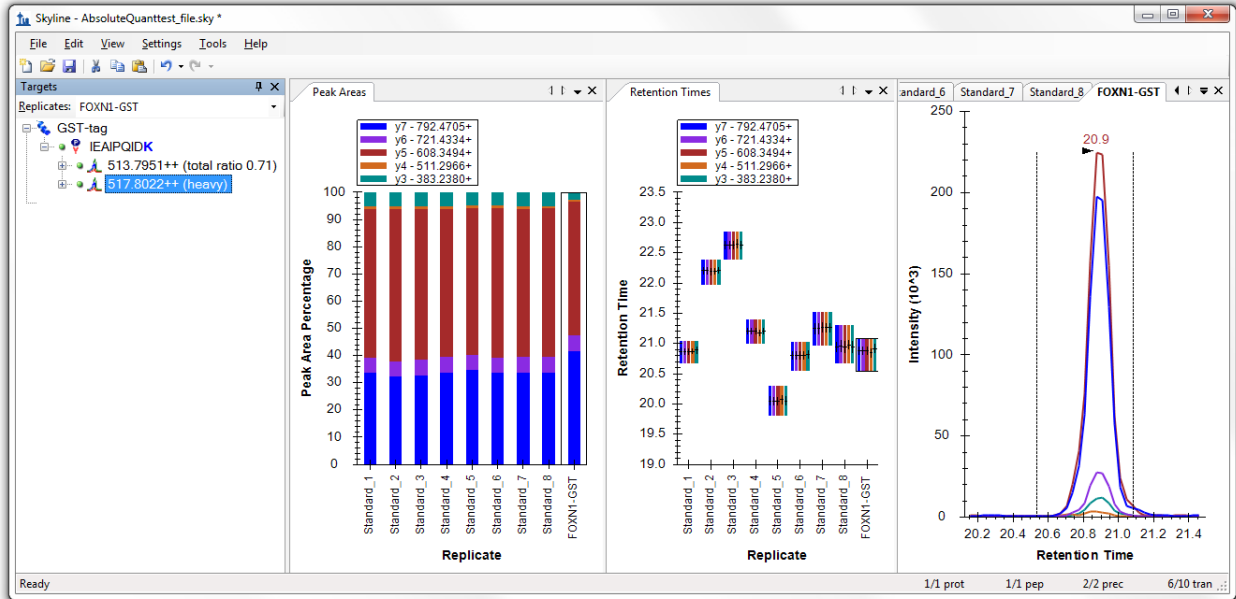 Skyline - AbsoluteQuanttest_file.sky *
File Edit View Settings Tools Help
Targets
Replicates: FOXN1-GST
GST-tag
IEAIPQIDK
513.7951++ (total ratio 0.71)
517.8022++ (heavy)
Peak Areas
y7 - 792.4705+
y6 - 721.4334+
y5 - 608.3494+
y4 - 511.2966+
y3 - 383.2380+
Peak Area Percentage
100
90
80
70
60
50
40
30
20
10
0
Standard_1
Standard_2
Standard_3
Standard_4
Standard_5
Standard_6
Standard_7
Standard_8
FOXN1-GST
Replicate
Retention Times
y7 - 792.4705+
y6 - 721.4334+
y5 - 608.3494+
y4 - 511.2966+
y3 - 383.2380+
Retention TIme
23.5
23.0
22.5
22.0
21.5
21.0
20.5
20.0
19.5
19.0
Standard_1
Standard_2
Standard_3
Standard_4
Standard_5
Standard_6
Standard_7
Standard_8
FOXN1-GST
Replicate
tandard_6 Standard_7 Standard_8 FOXN1-GST
Intensity (10^3)
250
200
150
100
50
0
20.9
20.2 20.4 20.6 20.8 21.0 21.2 21.4
Retention Time
Ready 1/1 prot 1/1 pep 2/2 prec 6/10 tran